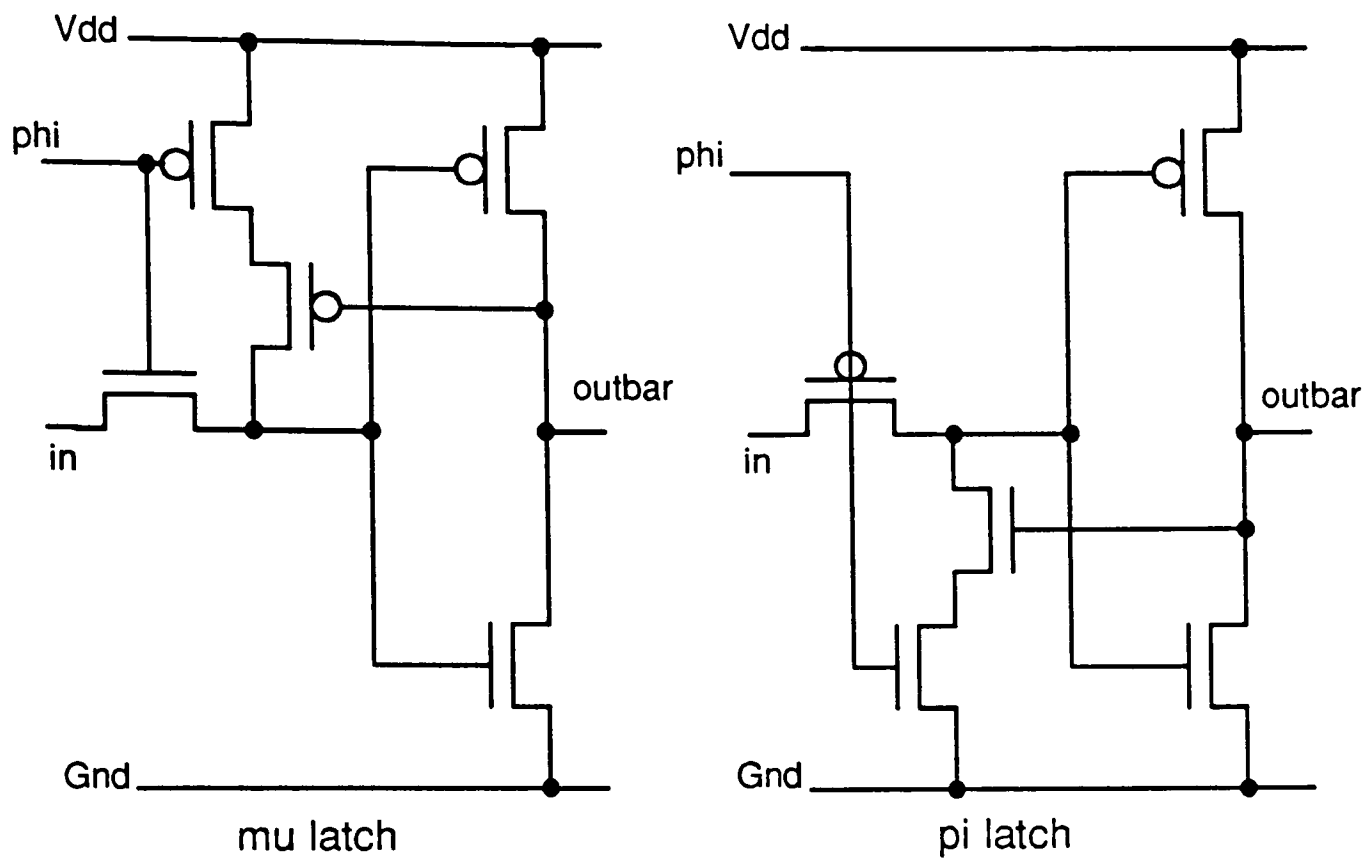 Vdd
phi
in
outbar
Gnd
mu latch
Vdd
phi
in
outbar
Gnd
pi latch